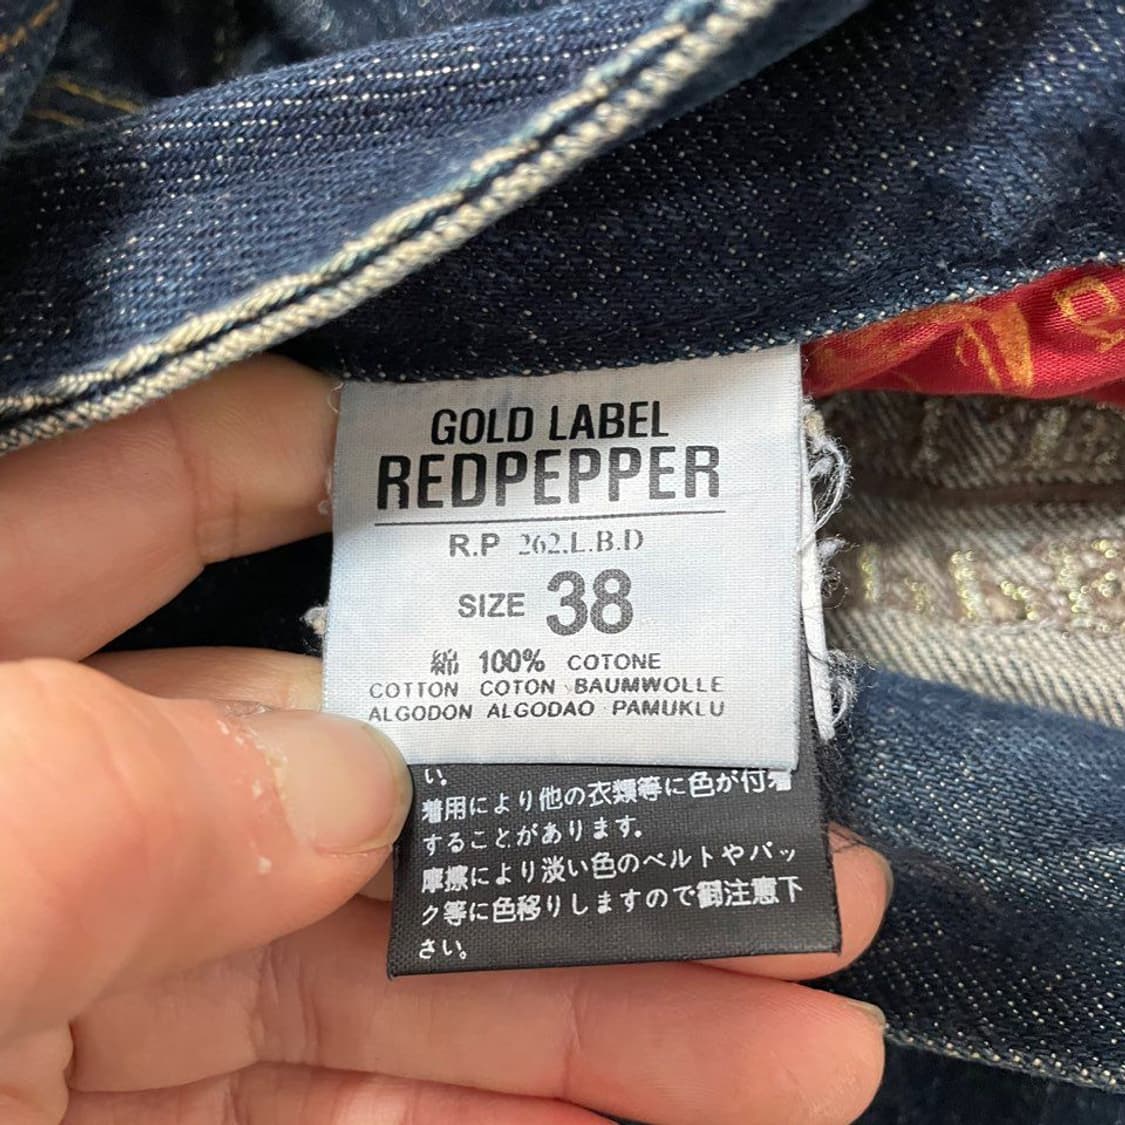 GOLD LABEL
REDPEPPER
R.P 262.L.B.D
SIZE 38
綿 100% COTONE
COTTON COTON BAUMWOLLE
ALGODON ALGODAO PAMUKLU
い。
着用により他の衣類等に色が付着
することがあります。
摩擦により淡い色のベルトやバッ
ク等に色移りしますので御注意下
さい。